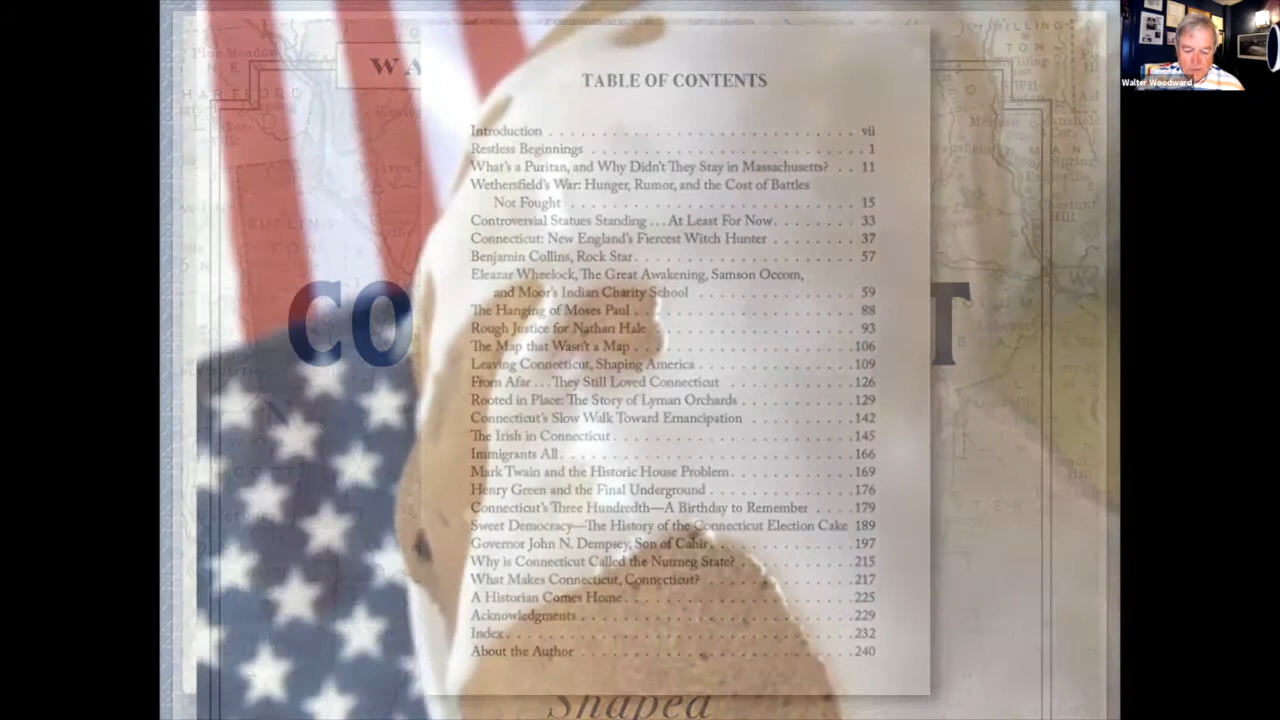 WA
CO
T
TABLE OF CONTENTS
Introduction . . . . . . . . . . . . . . . . . . . . . . . . . . . vii
Restless Beginnings . . . . . . . . . . . . . . . . . . . . . . . . 1
What's a Puritan, and Why Didn't They Stay in Massachusetts? . . 11
Wethersfield's War: Hunger, Rumor, and the Cost of Battles
Not Fought . . . . . . . . . . . . . . . . . . . . . . . . . 15
Controversial Statues Standing . . . At Least For Now. . . . . . . . 33
Connecticut: New England's Fiercest Witch Hunter . . . . . . . . 37
Benjamin Collins, Rock Star. . . . . . . . . . . . . . . . . . . . 57
Eleazar Wheelock, The Great Awakening, Samson Occom,
and Moor's Indian Charity School . . . . . . . . . . . . . . 59
The Hanging of Moses Paul . . . . . . . . . . . . . . . . . . . . 88
Rough Justice for Nathan Hale . . . . . . . . . . . . . . . . . . 93
The Map that Wasn't a Map . . . . . . . . . . . . . . . . . . . . 106
Leaving Connecticut, Shaping America . . . . . . . . . . . . . . 109
From Afar . . . They Still Loved Connecticut . . . . . . . . . . . . 126
Rooted in Place: The Story of Lyman Orchards . . . . . . . . . . 129
Connecticut's Slow Walk Toward Emancipation . . . . . . . . . 142
The Irish in Connecticut . . . . . . . . . . . . . . . . . . . . . 145
Immigrants All . . . . . . . . . . . . . . . . . . . . . . . . . . 166
Mark Twain and the Historic House Problem . . . . . . . . . . . 169
Henry Green and the Final Underground . . . . . . . . . . . . . 176
Connecticut's Three Hundredth—A Birthday to Remember . . . . 179
Sweet Democracy—The History of the Connecticut Election Cake 189
Governor John N. Dempsey, Son of Cahir . . . . . . . . . . . . . 197
Why is Connecticut Called the Nutmeg State? . . . . . . . . . . 215
What Makes Connecticut, Connecticut? . . . . . . . . . . . . . 217
A Historian Comes Home . . . . . . . . . . . . . . . . . . . . . 225
Acknowledgments . . . . . . . . . . . . . . . . . . . . . . . . 229
Index . . . . . . . . . . . . . . . . . . . . . . . . . . . . . . 232
About the Author . . . . . . . . . . . . . . . . . . . . . . . . 240
Shaped
Walter Woodward